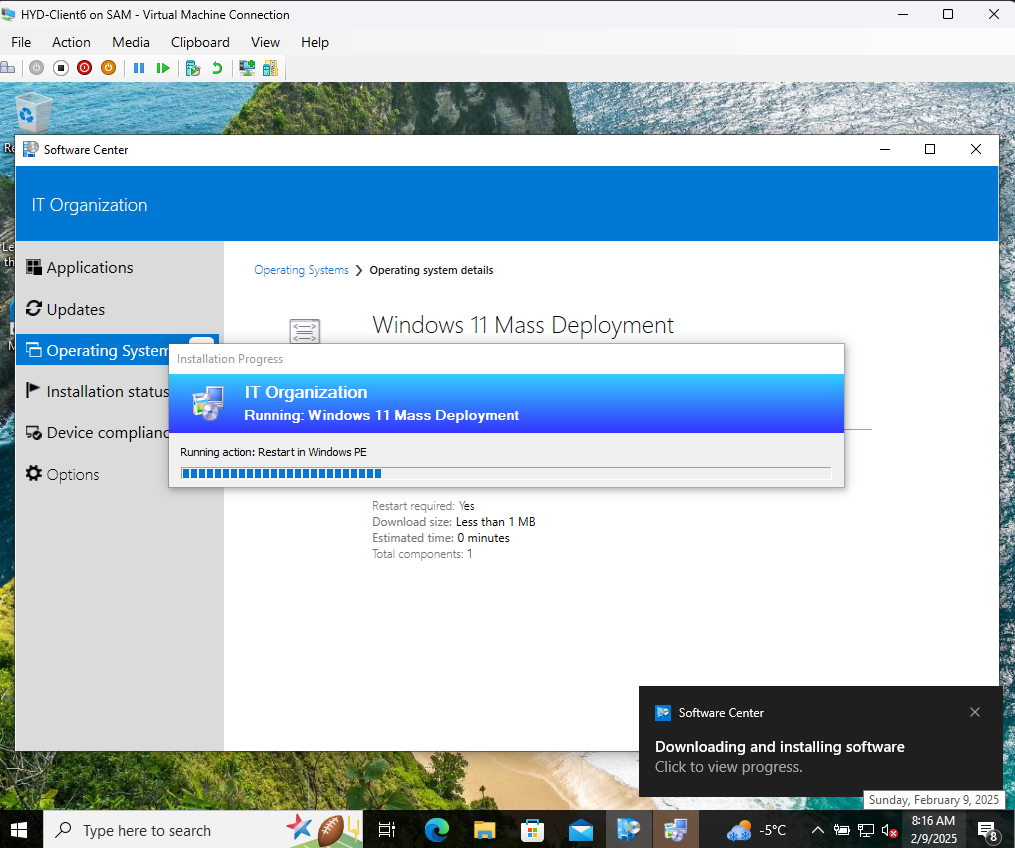 HYD-Client6 on SAM - Virtual Machine Connection
File Action Media Clipboard View Help
Software Center
IT Organization
Applications
Updates
Operating System
Installation status
Device complianc
Options
Operating Systems Operating system details
Windows 11 Mass Deployment
Installation Progress
IT Organization
Running: Windows 11 Mass Deployment
Running action: Restart in Windows PE
Restart required: Yes
Download size: Less than 1 MB
Estimated time: 0 minutes
Total components: 1
Software Center
Downloading and installing software
Click to view progress.
Sunday, February 9, 2025
Type here to search
-5°C
8:16 AM
2/9/2025
8